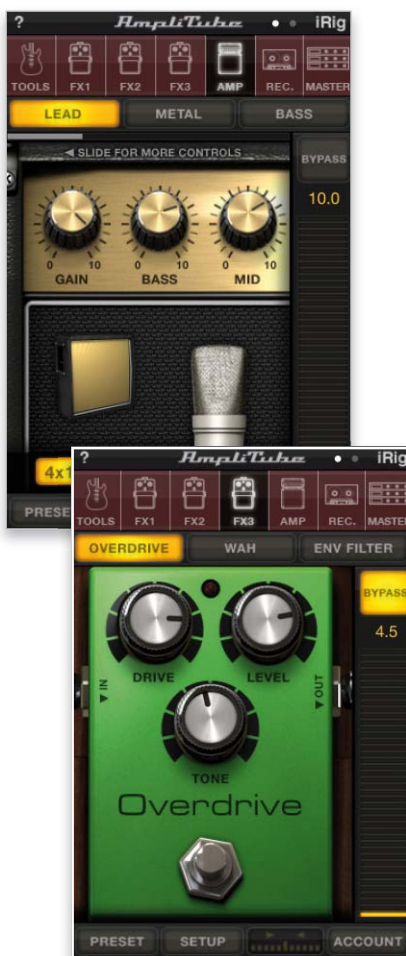 ? AmpliTube iRig
TOOLS FX1 FX2 FX3 AMP REC. MASTER
LEAD METAL BASS
◀ SLIDE FOR MORE CONTROLS BYPASS
10.0
0 10 0 10 0 10
GAIN BASS MID
4x1
PRESE
? AmpliTube iRig
TOOLS FX1 FX2 FX3 AMP REC. MASTER
OVERDRIVE WAH ENV FILTER
BYPASS
4.5
DRIVE LEVEL
▼ IN ▼ OUT
TONE
Overdrive
PRESET SETUP ACCOUNT